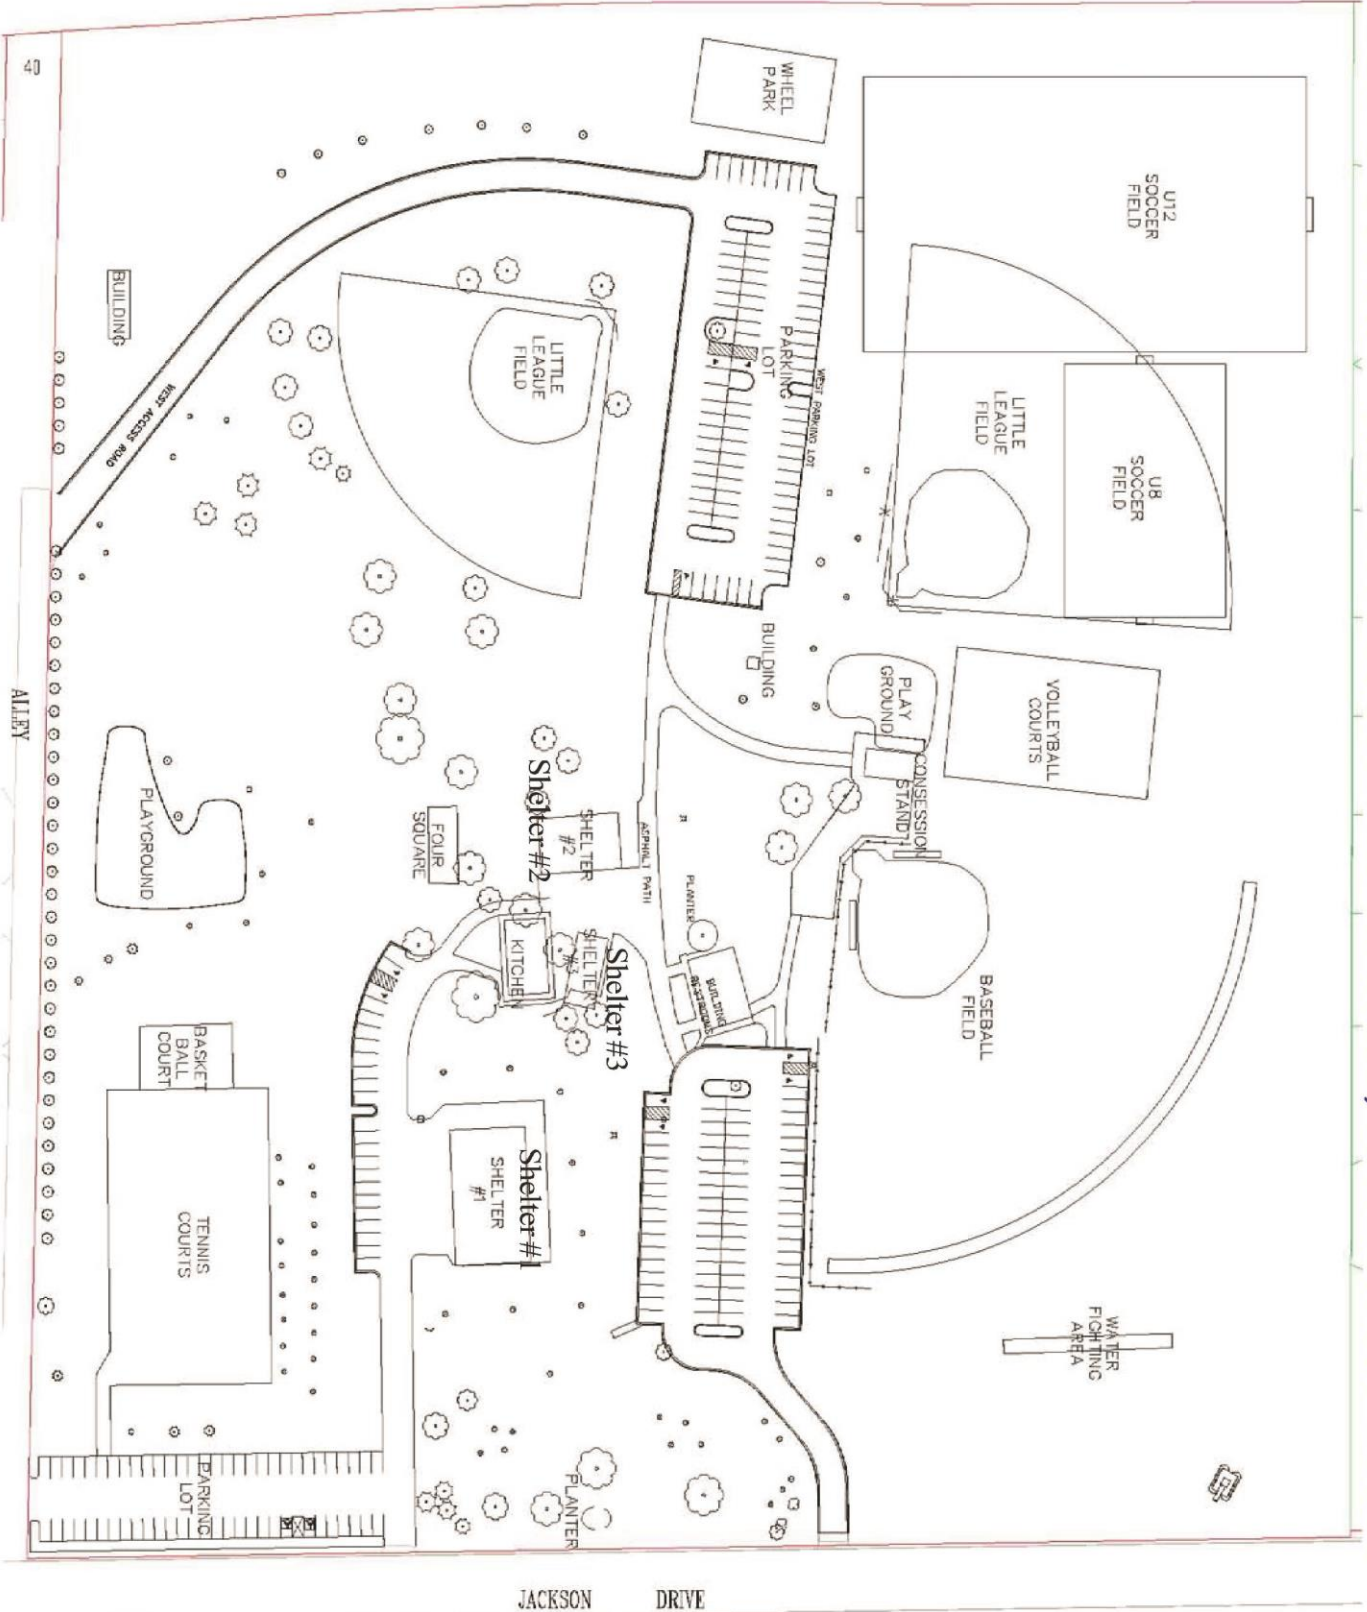 40
WHEEL
PARK
U12
SOCCER
FIELD
BUILDING
LITTLE
LEAGUE
FIELD
PARKING
LOT
WEST PARKING LOT
WEST ACCESS ROAD
LITTLE
LEAGUE
FIELD
U8
SOCCER
FIELD
BUILDING
PLAY
GROUND
VOLLEYBALL
COURTS
ALLEY
CONSESSION
STAND
PLAYGROUND
FOUR
SQUARE
Shelter #2
SHELTER
#2
ASPHALT PATH
PLANTER
KITCHEN
SHELTER
#3
Shelter #3
BUILDING
RESTROOMS
BASEBALL
FIELD
BASKET
BALL
COURT
TENNIS
COURTS
SHELTER
#1
Shelter #1
WATER
FIGHTING
AREA
PARKING
LOT
PLANTER
JACKSON DRIVE